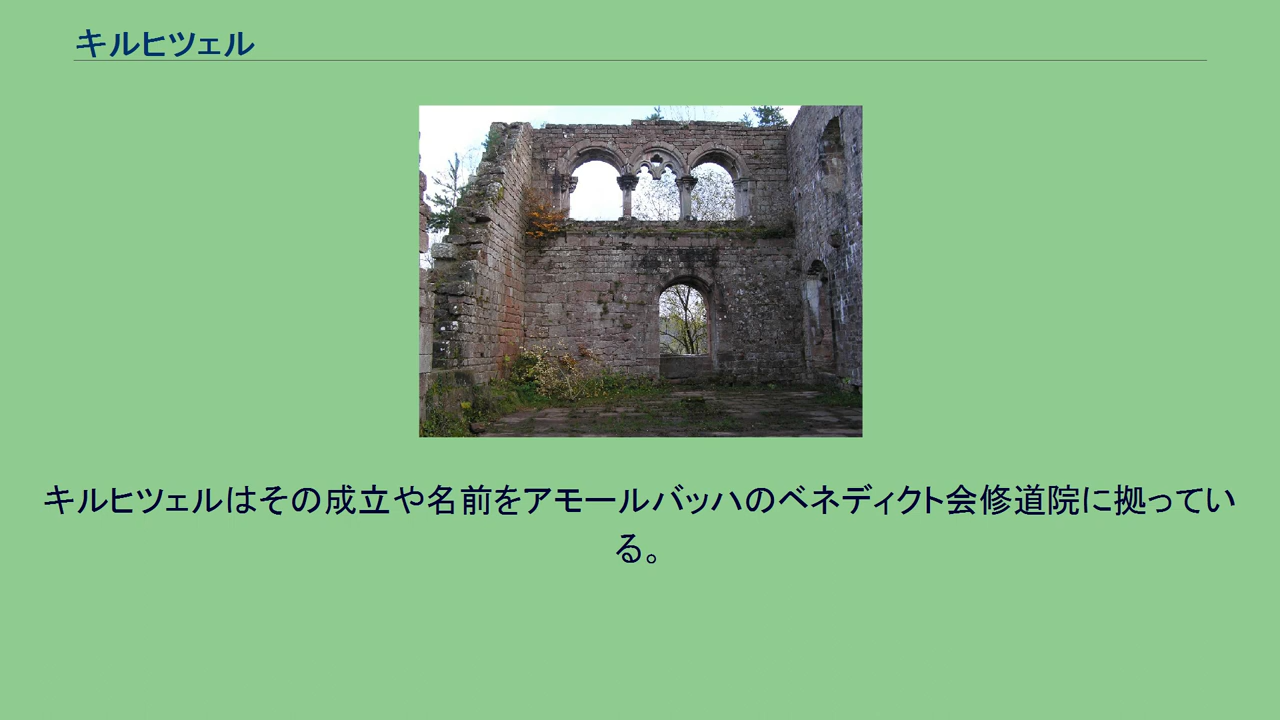 キルヒツェル
キルヒツェルはその成立や名前をアモールバッハのベネディクト会修道院に拠ってい
る。